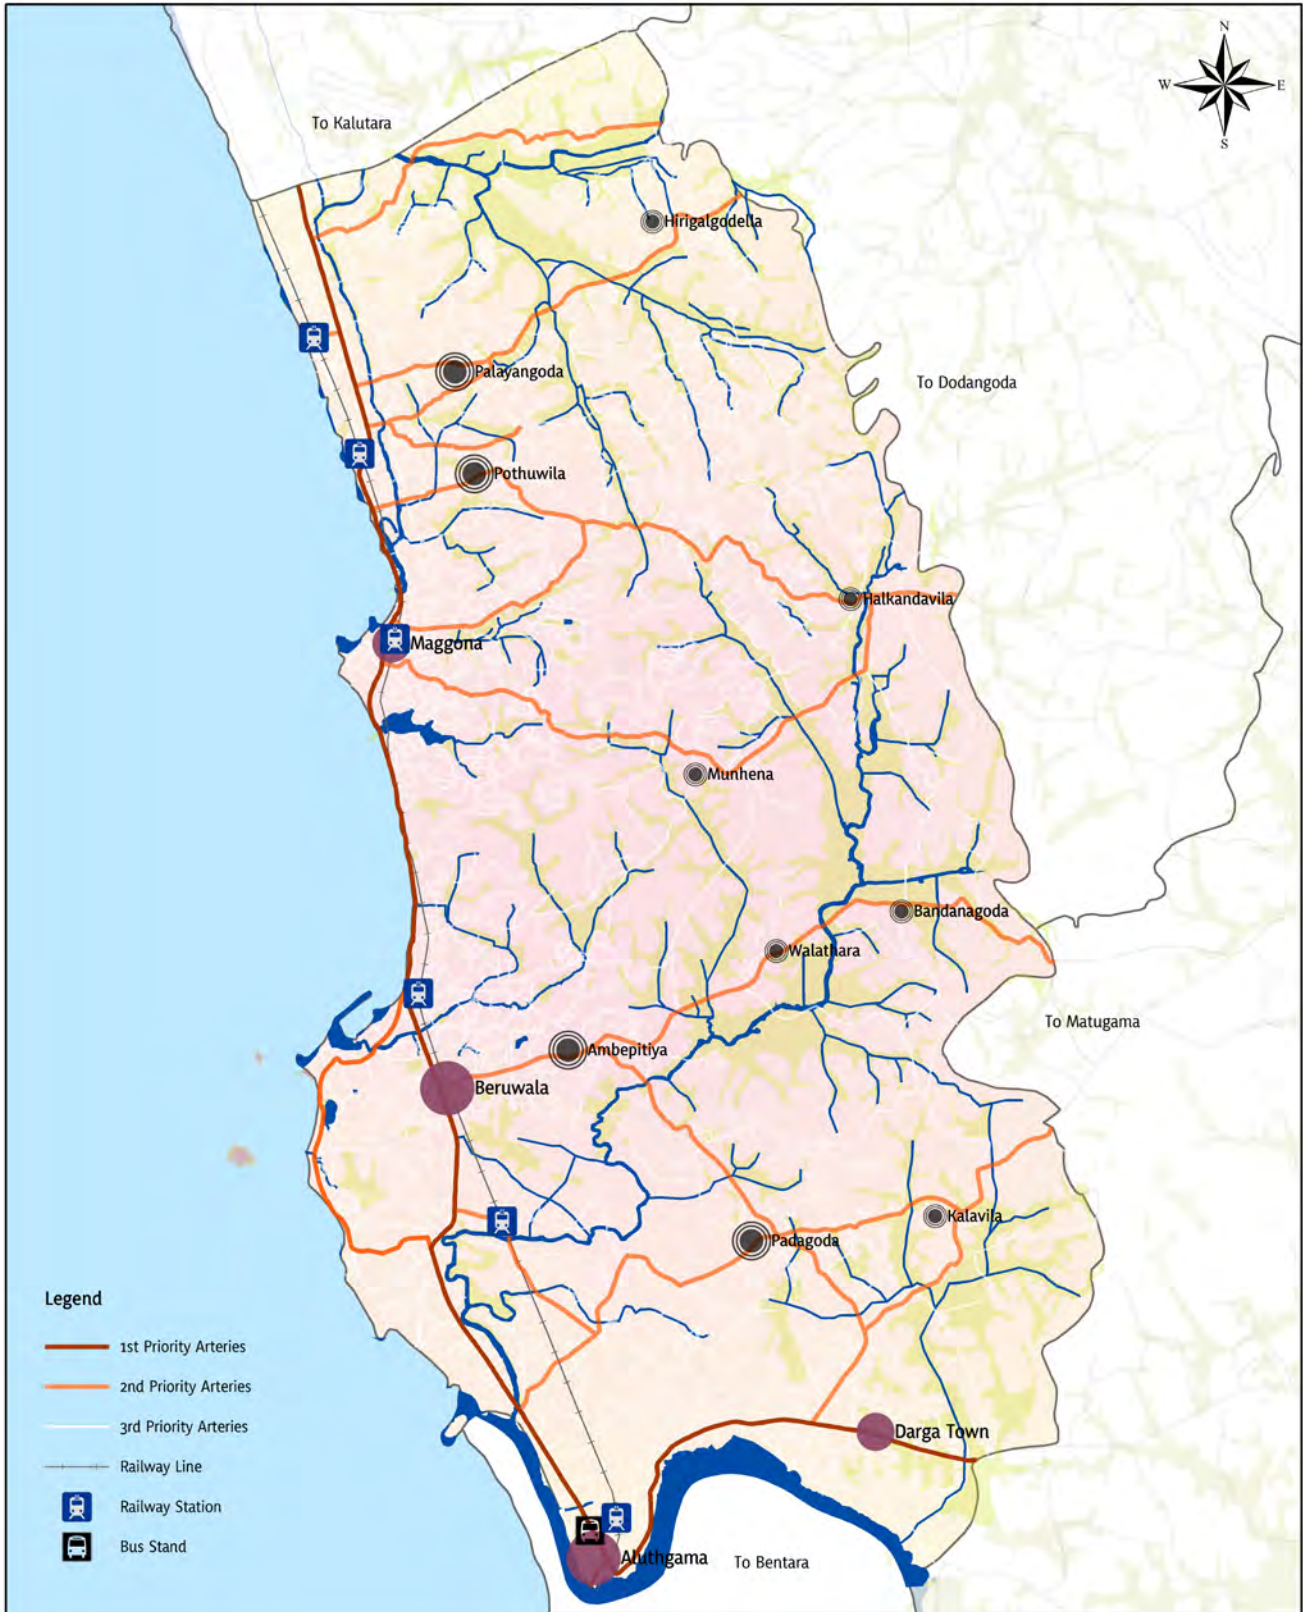 N
W
E
S
To Kalutara
Hirigalgodella
Palayangoda
To Dodangoda
Pothuwila
Halkandavila
Maggona
Munhena
Bandanagoda
Walathara
To Matugama
Ambepitiya
Beruwala
Kalavila
Padagoda
Legend
1st Priority Arteries
2nd Priority Arteries
3rd Priority Arteries
Railway Line
Railway Station
Bus Stand
Darga Town
Aluthgama
To Bentara